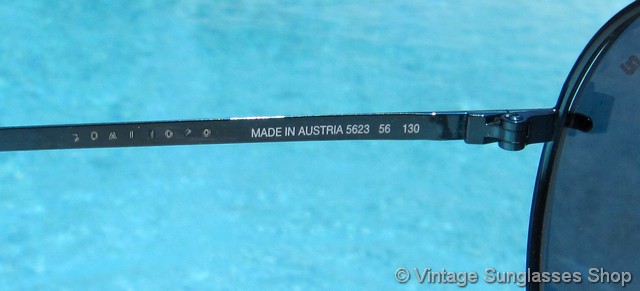 MADE IN AUSTRIA 5623 56 130
© Vintage Sunglasses Shop